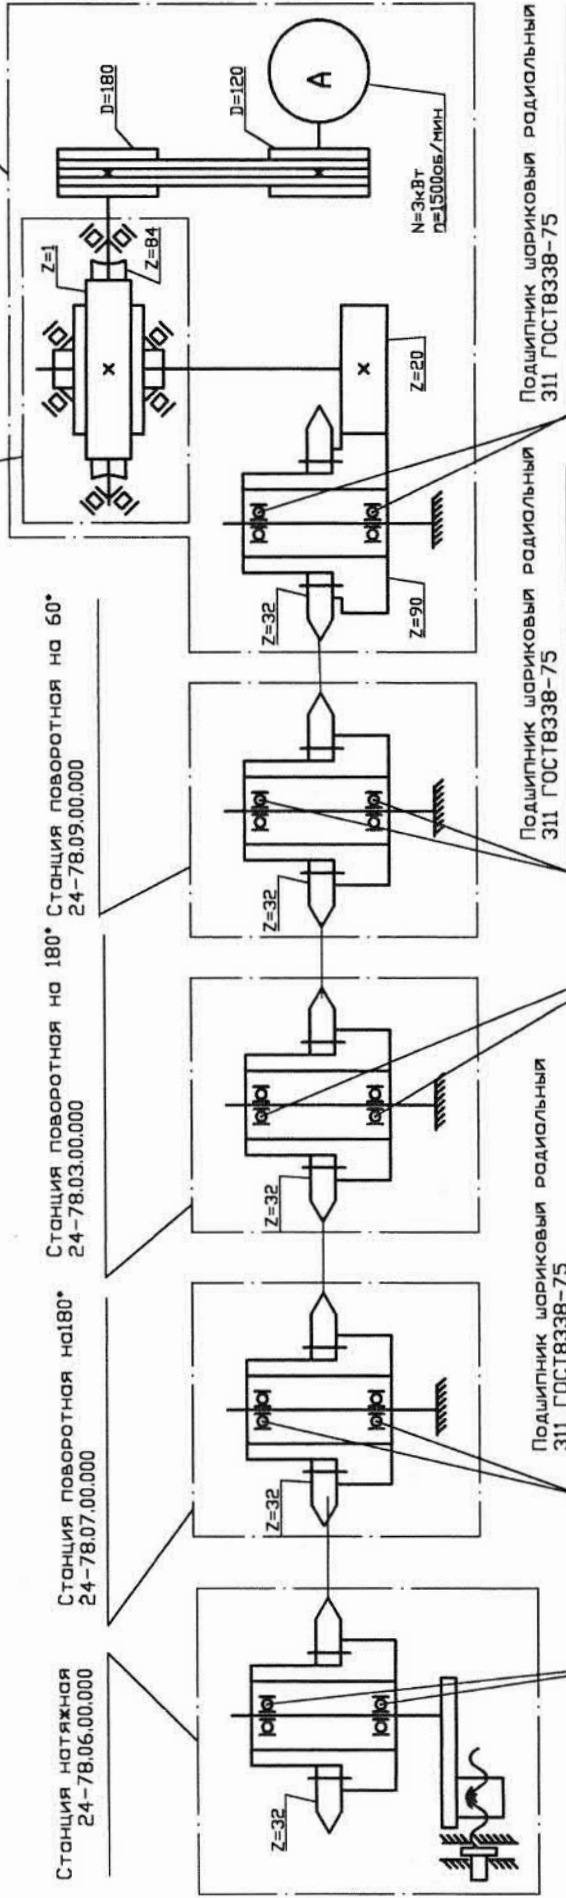 Станция натяжная
24-78.06.00.000
Станция поворотная на180°
24-78.07.00.000
Станция поворотная на 180°
24-78.03.00.000
Станция поворотная на 60°
24-78.09.00.000
Z=32
Z=32
Z=32
Z=32
Z=32
Z=90
Z=20
Z=1
Z=84
D=180
D=120
A
N=3кВт
n=1500об/мин
Подшипник шариковый радиальный
311 ГОСТ8338-75
Подшипник шариковый радиальный
311 ГОСТ8338-75
Подшипник шариковый радиальный
311 ГОСТ8338-75